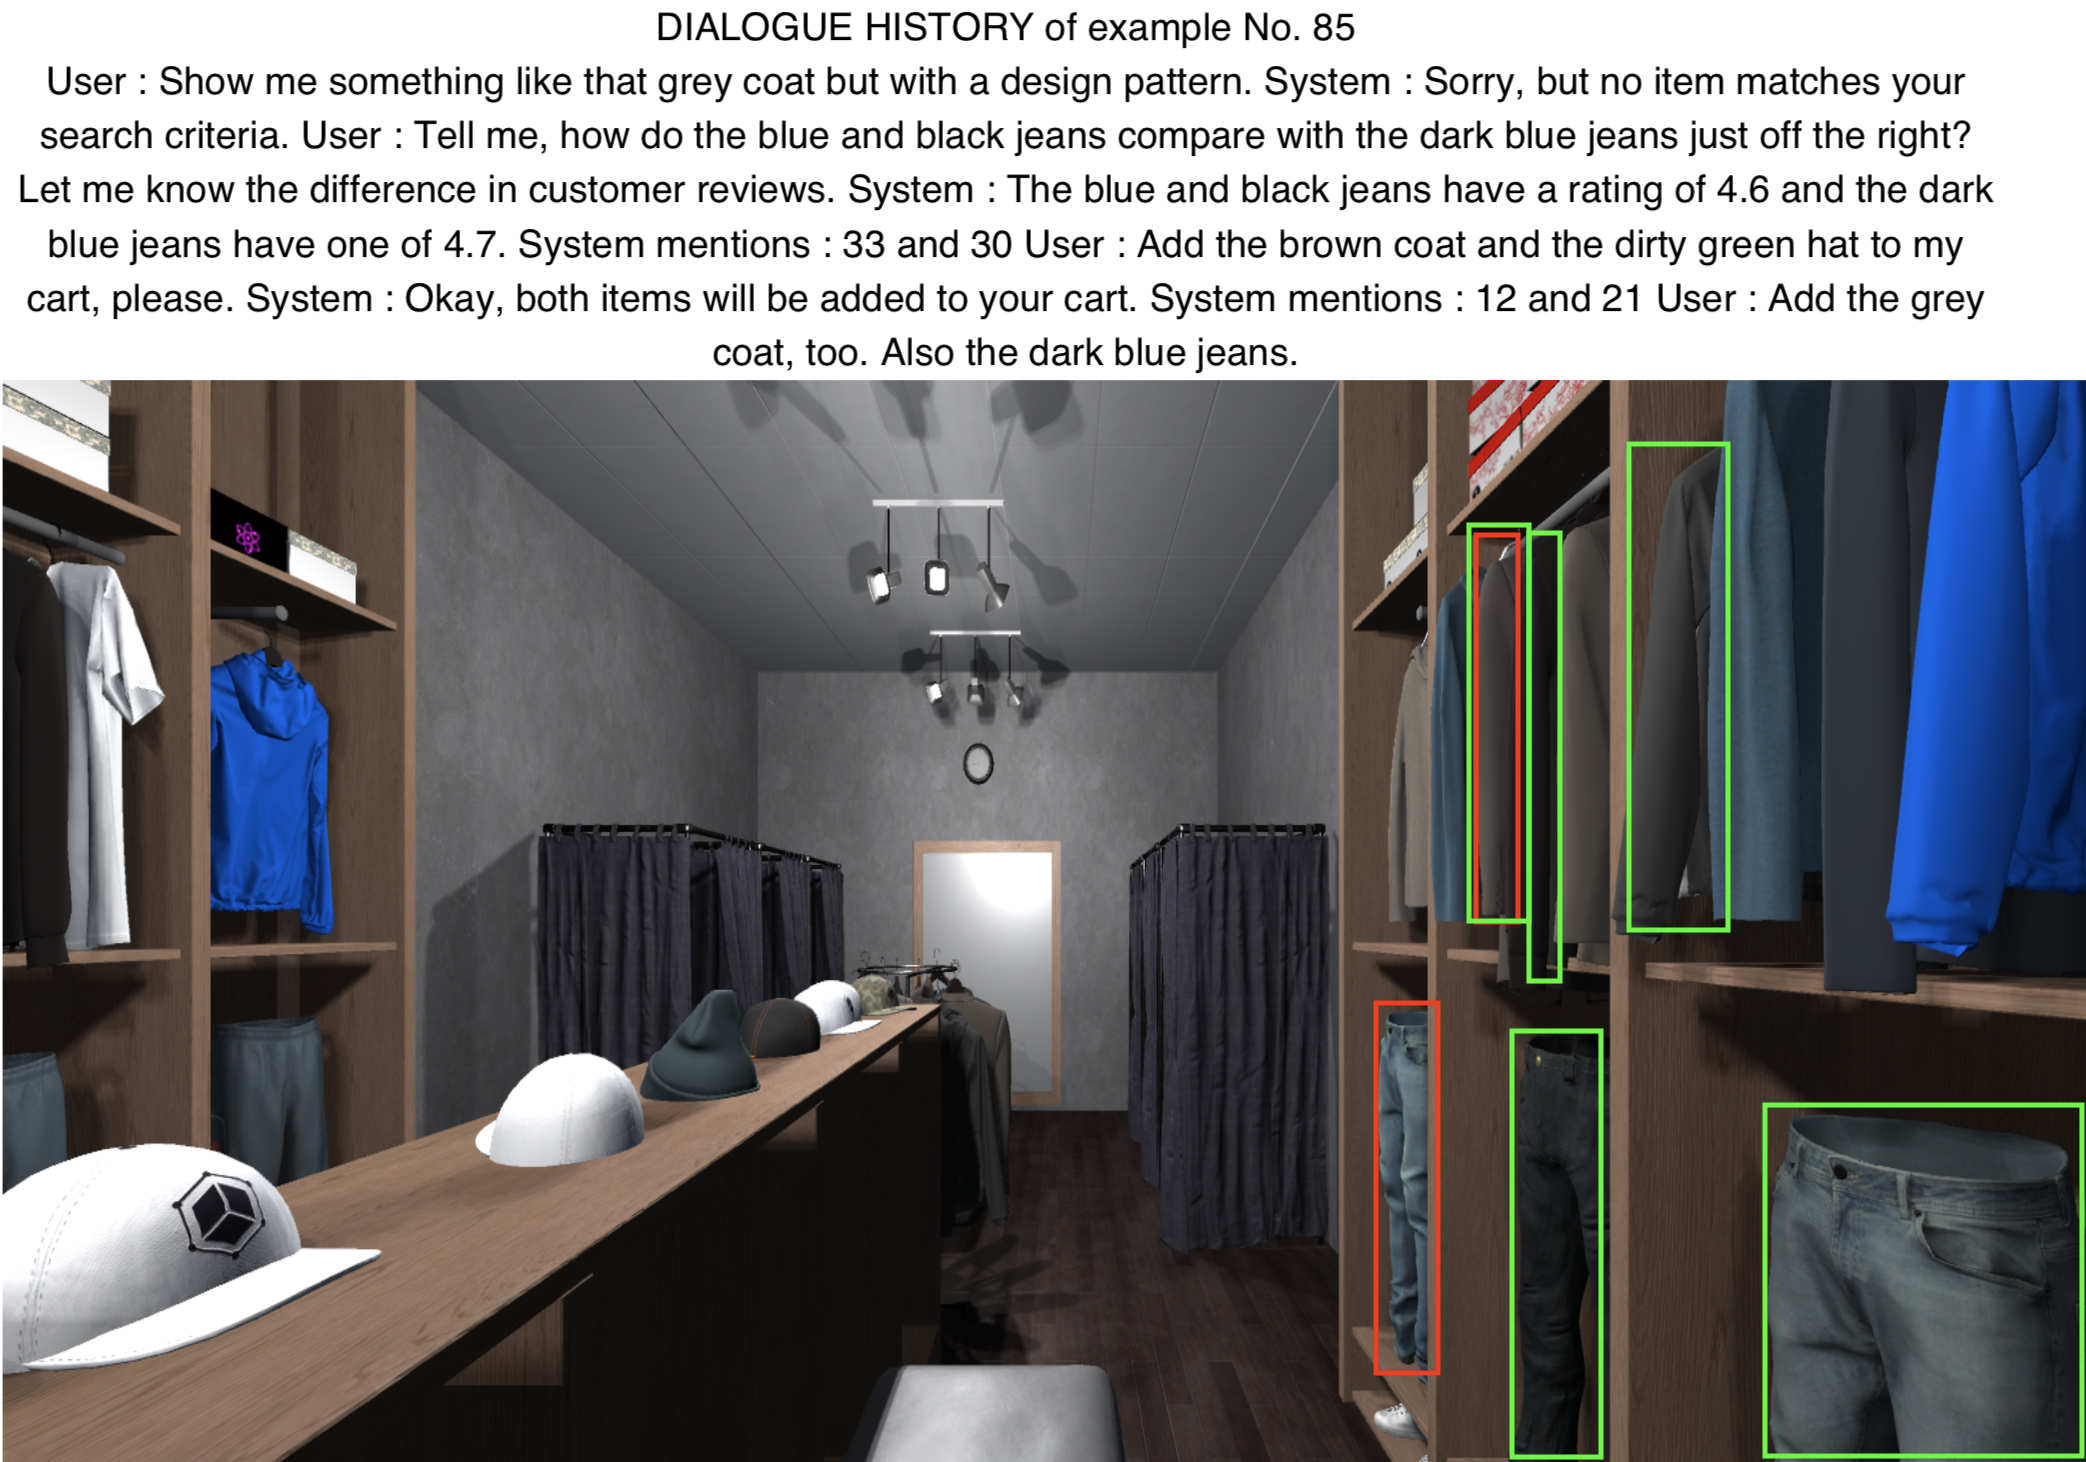 DIALOGUE HISTORY of example No. 85
User : Show me something like that grey coat but with a design pattern. System : Sorry, but no item matches your
search criteria. User : Tell me, how do the blue and black jeans compare with the dark blue jeans just off the right?
Let me know the difference in customer reviews. System : The blue and black jeans have a rating of 4.6 and the dark
blue jeans have one of 4.7. System mentions : 33 and 30 User : Add the brown coat and the dirty green hat to my
cart, please. System : Okay, both items will be added to your cart. System mentions : 12 and 21 User : Add the grey
coat, too. Also the dark blue jeans.